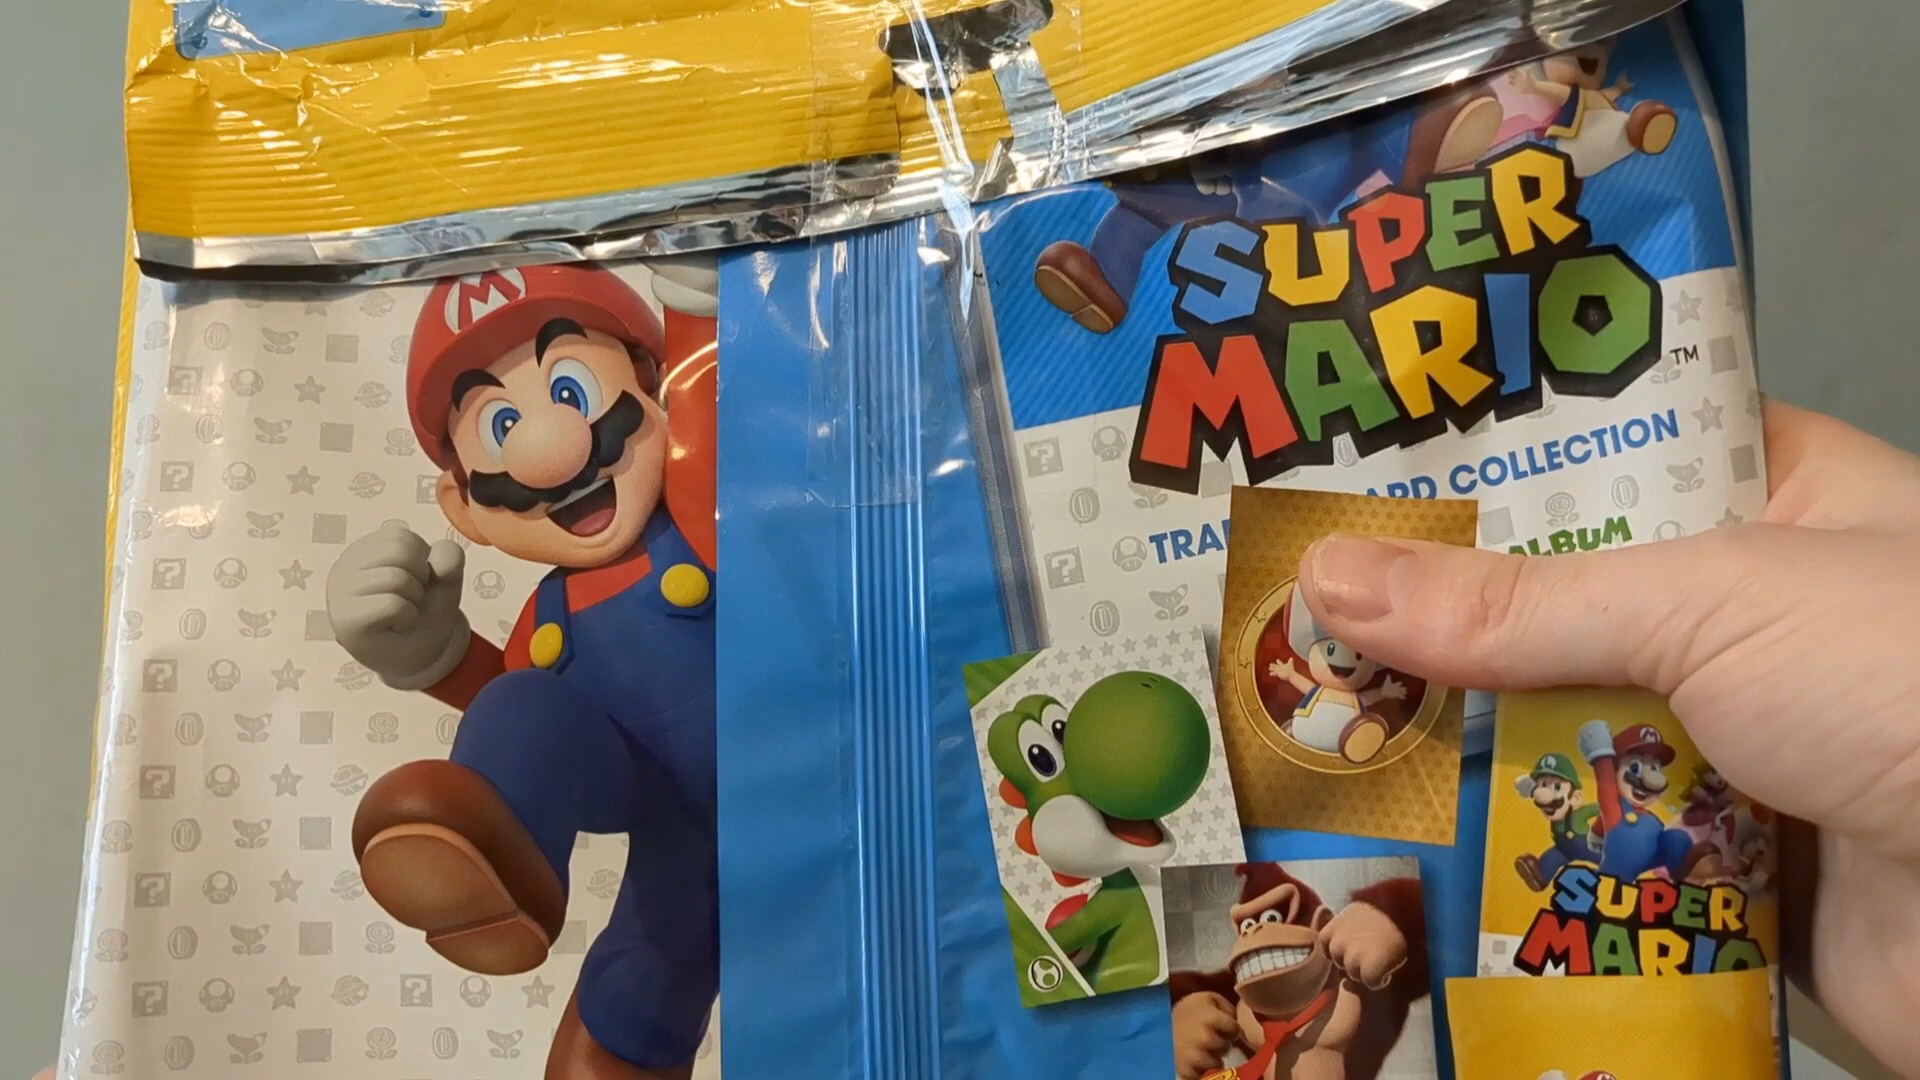 SUPER
MARIO™
TRA ARD COLLECTION
ALBUM
SUPER
MARIO
M
M